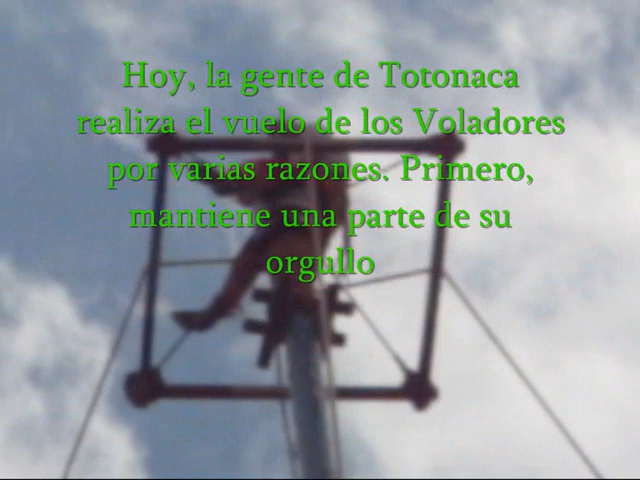 Hoy, la gente de Totonaca
realiza el vuelo de los Voladores
por varias razones. Primero,
mantiene una parte de su
orgullo